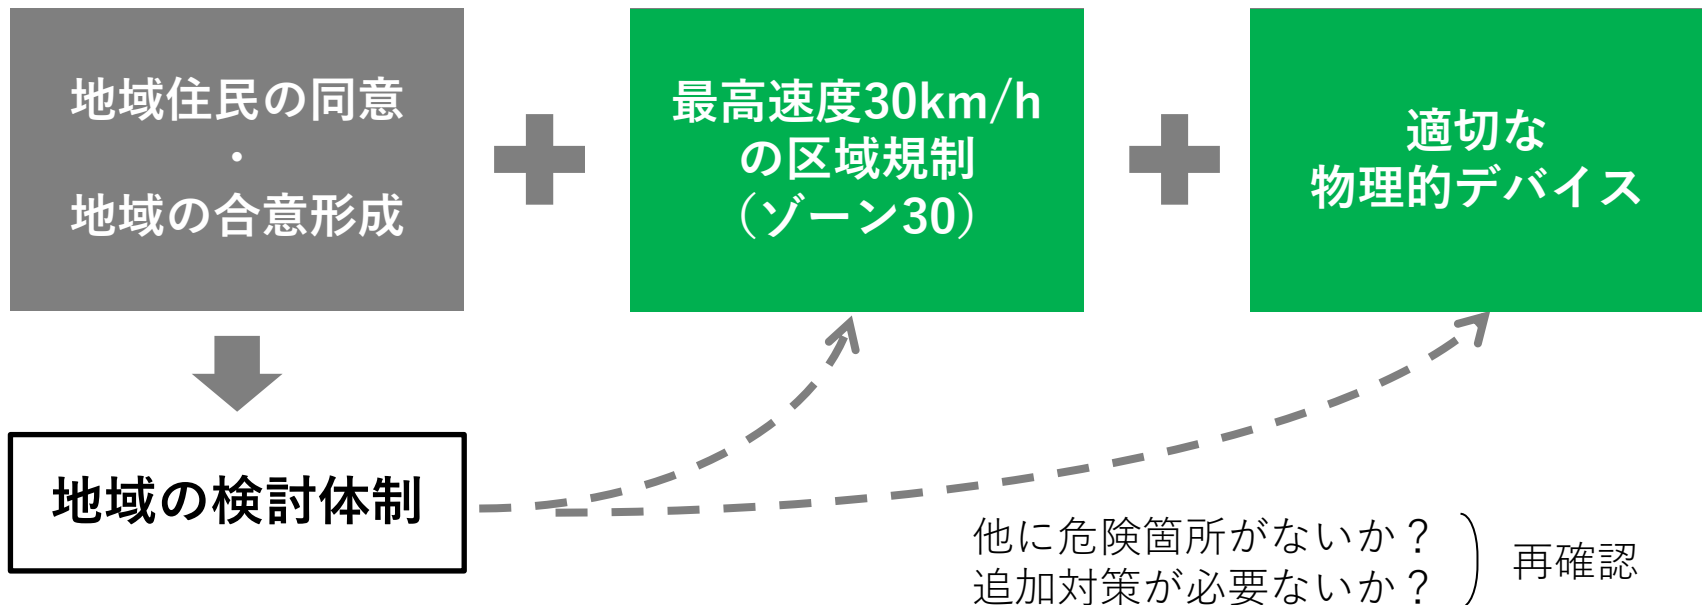 地域住民の同意
・
地域の合意形成
最高速度30km/h
の区域規制
（ゾーン30）
適切な
物理的デバイス
地域の検討体制
他に危険箇所がないか？
追加対策が必要ないか？
再確認